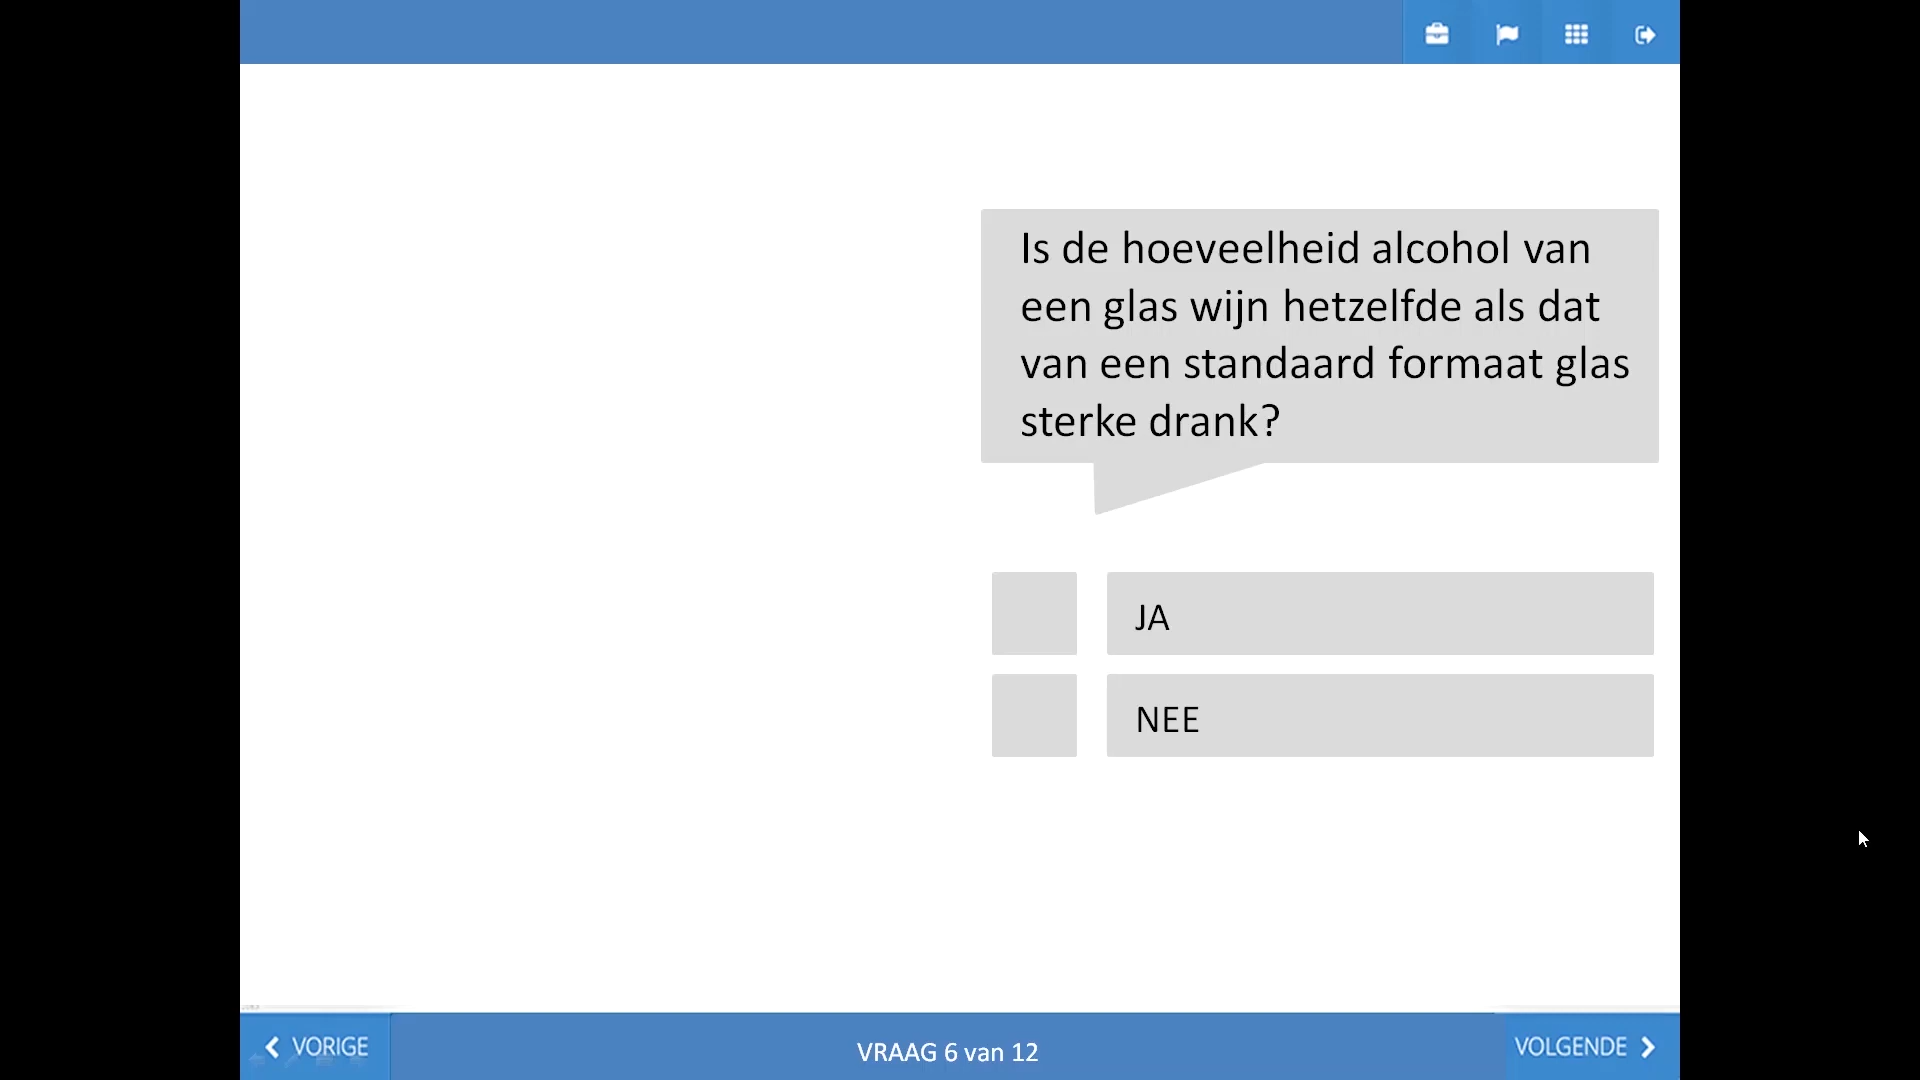 Is de hoeveelheid alcohol van
een glas wijn hetzelfde als dat
van een standaard formaat glas
sterke drank?
JA
NEE
VORIGE
VRAAG 6 van 12
VOLGENDE